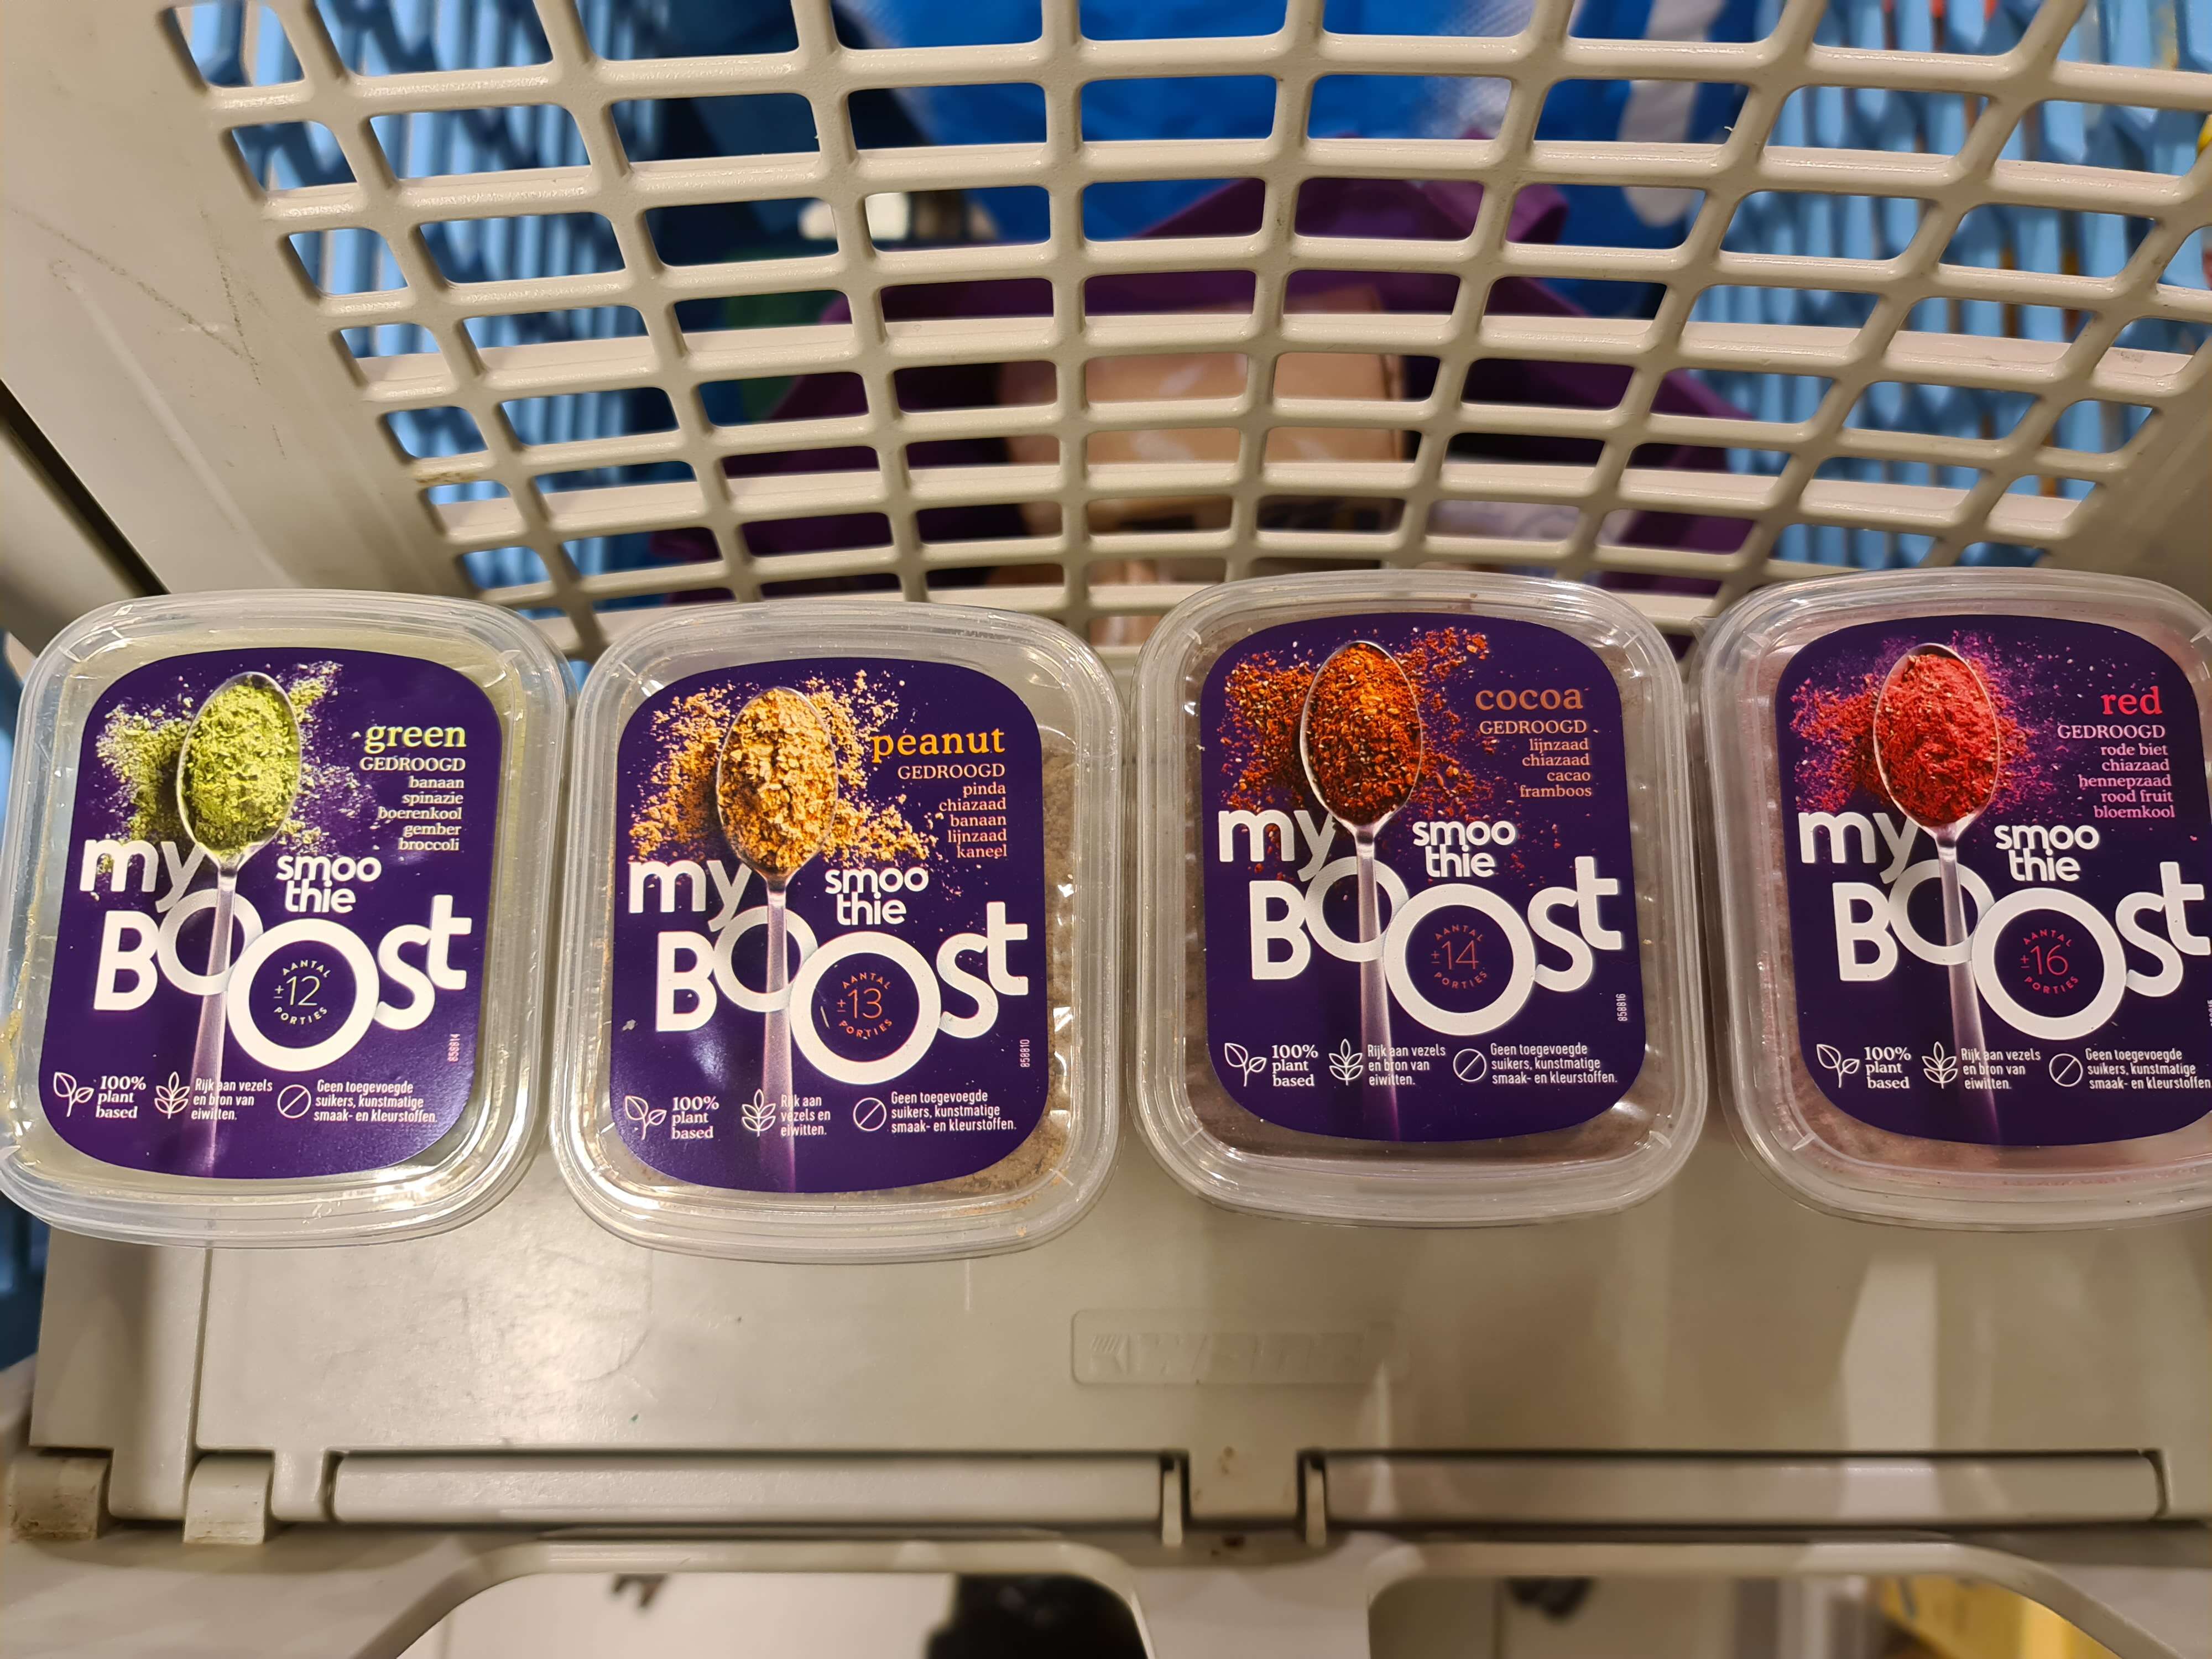 green
GEDROOGD
banaan
spinazie
boerenkool
gember
broccoli
my
smoo
thie
BOOst
AANTAL
±12
PORTIES
858814
100%
plant
based
Rijk aan vezels
en bron van
eiwitten.
Geen toegevoegde
suikers, kunstmatige
smaak- en kleurstoffen.
peanut
GEDROOGD
pinda
chiazaad
banaan
lijnzaad
kaneel
my
smoo
thie
BOOst
AANTAL
±13
PORTIES
858810
100%
plant
based
Rijk aan
vezels en
eiwitten.
Geen toegevoegde
suikers, kunstmatige
smaak- en kleurstoffen.
cocoa
GEDROOGD
lijnzaad
chiazaad
cacao
framboos
my
smoo
thie
BOOst
AANTAL
±14
PORTIES
858816
100%
plant
based
Rijk aan vezels
en bron van
eiwitten.
Geen toegevoegde
suikers, kunstmatige
smaak- en kleurstoffen.
red
GEDROOGD
rode biet
chiazaad
hennepzaad
rood fruit
bloemkool
my
smoo
thie
BOOst
AANTAL
±16
PORTIES
100%
plant
based
Rijk aan vezels
en bron van
eiwitten.
Geen toegevoegde
suikers, kunstmatige
smaak- en kleurstoffen